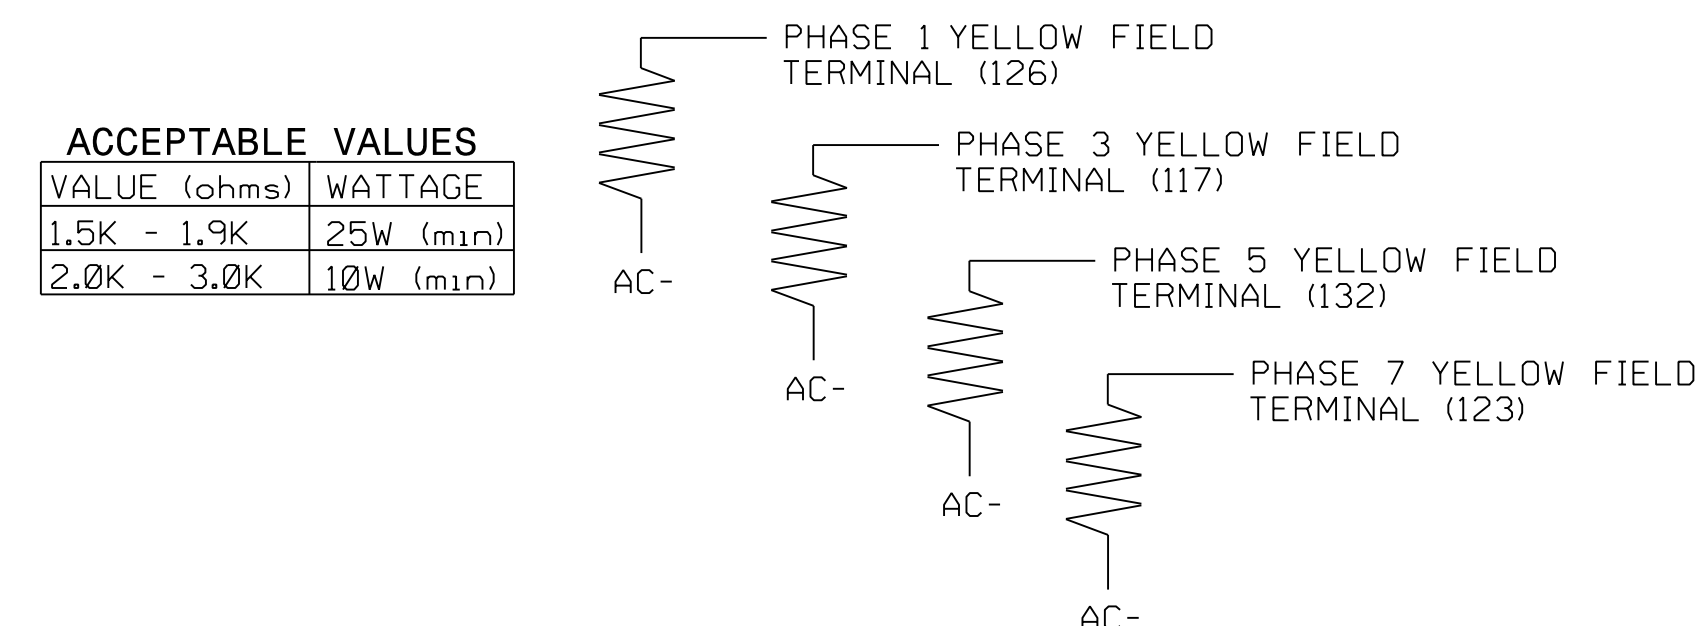 ACCEPTABLE VALUES
VALUE (ohms) WATTAGE
1.5K - 1.9K 25W (min)
2.0K - 3.0K 10W (min)
PHASE 1 YELLOW FIELD
TERMINAL (126)
AC-
PHASE 3 YELLOW FIELD
TERMINAL (117)
AC-
PHASE 5 YELLOW FIELD
TERMINAL (132)
AC-
PHASE 7 YELLOW FIELD
TERMINAL (123)
AC-